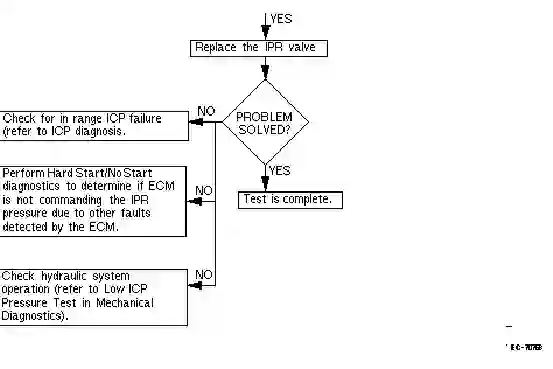 YES
Replace the IPR valve
NO
PROBLEM
SOLVED?
Check for in range ICP failure
(refer to ICP diagnosis.
YES
Test is complete.
NO
Perform Hard Start/No Start
diagnostics to determine if ECM
is not commanding the IPR
pressure due to other faults
detected by the ECM.
NO
Check hydraulic system
operation (refer to Low ICP
Pressure Test in Mechanical
Diagnostics).